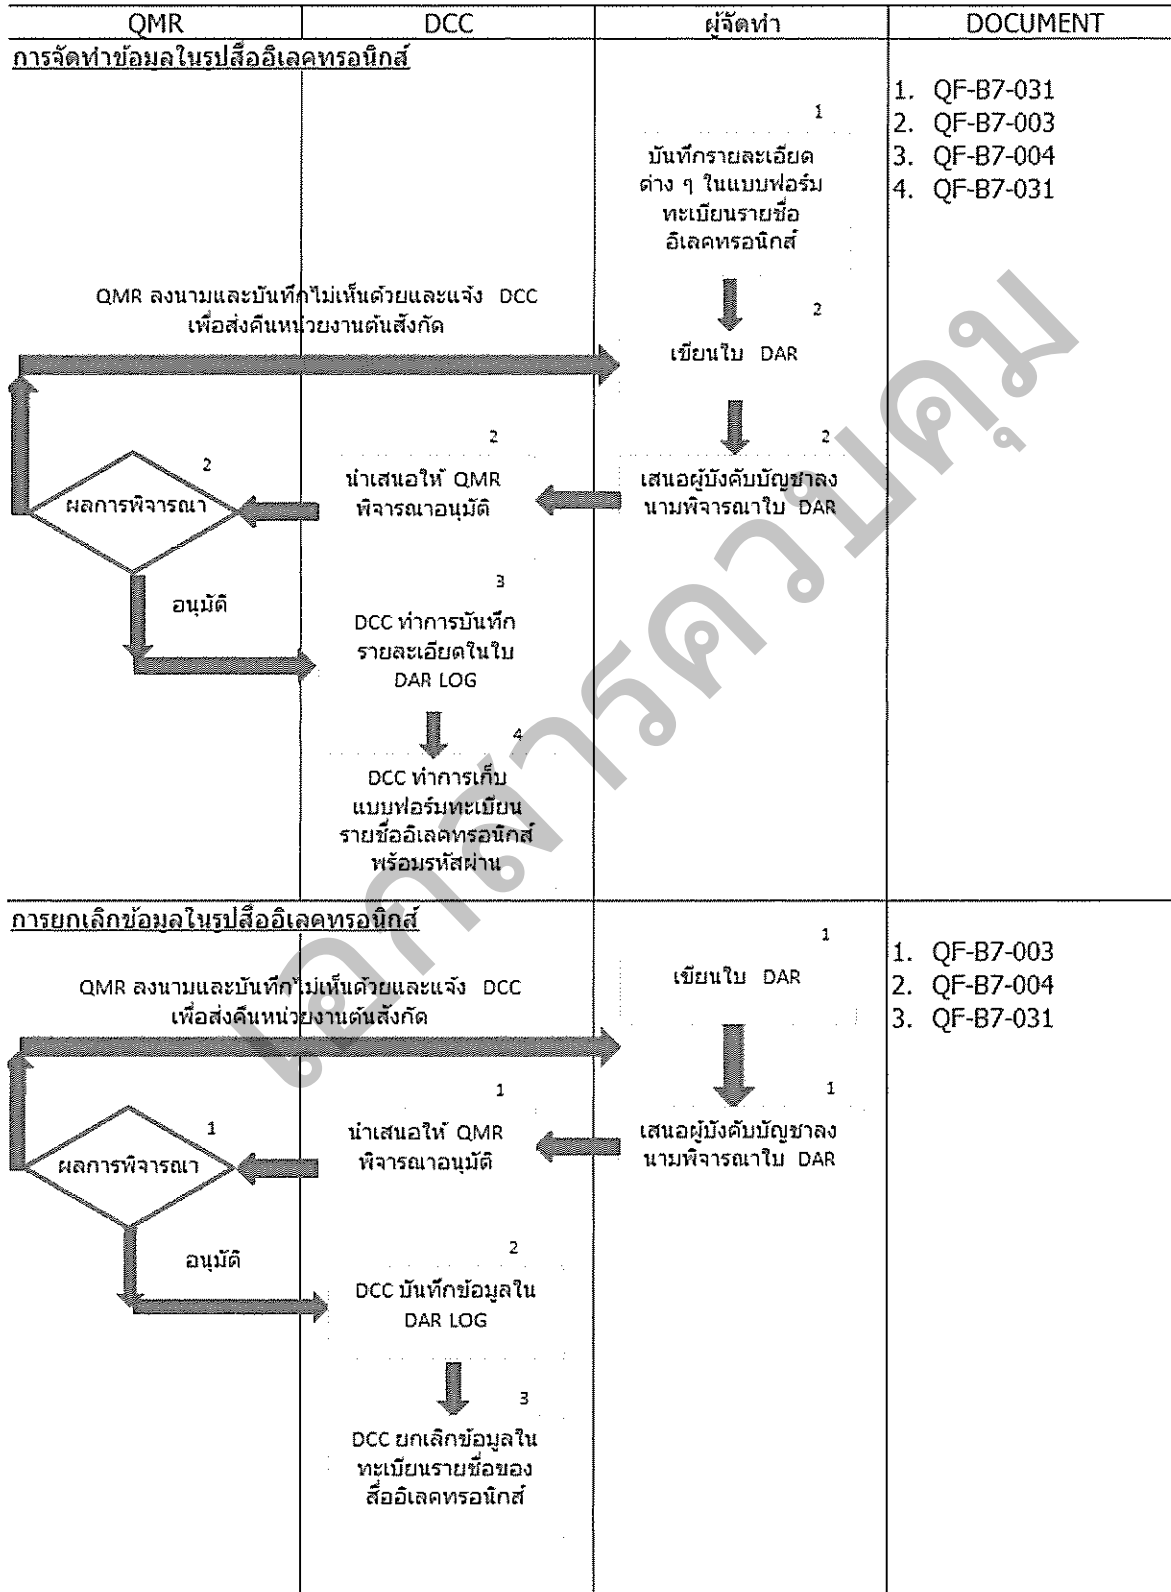 QMR DCC ผู้จัดทำ DOCUMENT
การจัดทำข้อมูลในรูปสื่ออิเลคทรอนิกส์
1. QF-B7-031
2. QF-B7-003
3. QF-B7-004
4. QF-B7-031
1
บันทึกรายละเอียด
ต่าง ๆ ในแบบฟอร์ม
ทะเบียนรายชื่อ
อิเลคทรอนิกส์
QMR ลงนามและบันทึกไม่เห็นด้วยและแจ้ง DCC
เพื่อส่งคืนหน่วยงานต้นสังกัด
2
เขียนใบ DAR
2
เสนอผู้บังคับบัญชาลง
นามพิจารณาใบ DAR
2
นำเสนอให้ QMR
พิจารณาอนุมัติ
2
ผลการพิจารณา
อนุมัติ
3
DCC ทำการบันทึก
รายละเอียดในใบ
DAR LOG
4
DCC ทำการเก็บ
แบบฟอร์มทะเบียน
รายชื่ออิเลคทรอนิกส์
พร้อมรหัสผ่าน
การยกเลิกข้อมูลในรูปสื่ออิเลคทรอนิกส์
1. QF-B7-003
2. QF-B7-004
3. QF-B7-031
1
เขียนใบ DAR
QMR ลงนามและบันทึกไม่เห็นด้วยและแจ้ง DCC
เพื่อส่งคืนหน่วยงานต้นสังกัด
1
เสนอผู้บังคับบัญชาลง
นามพิจารณาใบ DAR
1
นำเสนอให้ QMR
พิจารณาอนุมัติ
1
ผลการพิจารณา
อนุมัติ
2
DCC บันทึกข้อมูลใน
DAR LOG
3
DCC ยกเลิกข้อมูลใน
ทะเบียนรายชื่อของ
สื่ออิเลคทรอนิกส์
เอกสารควบคุม